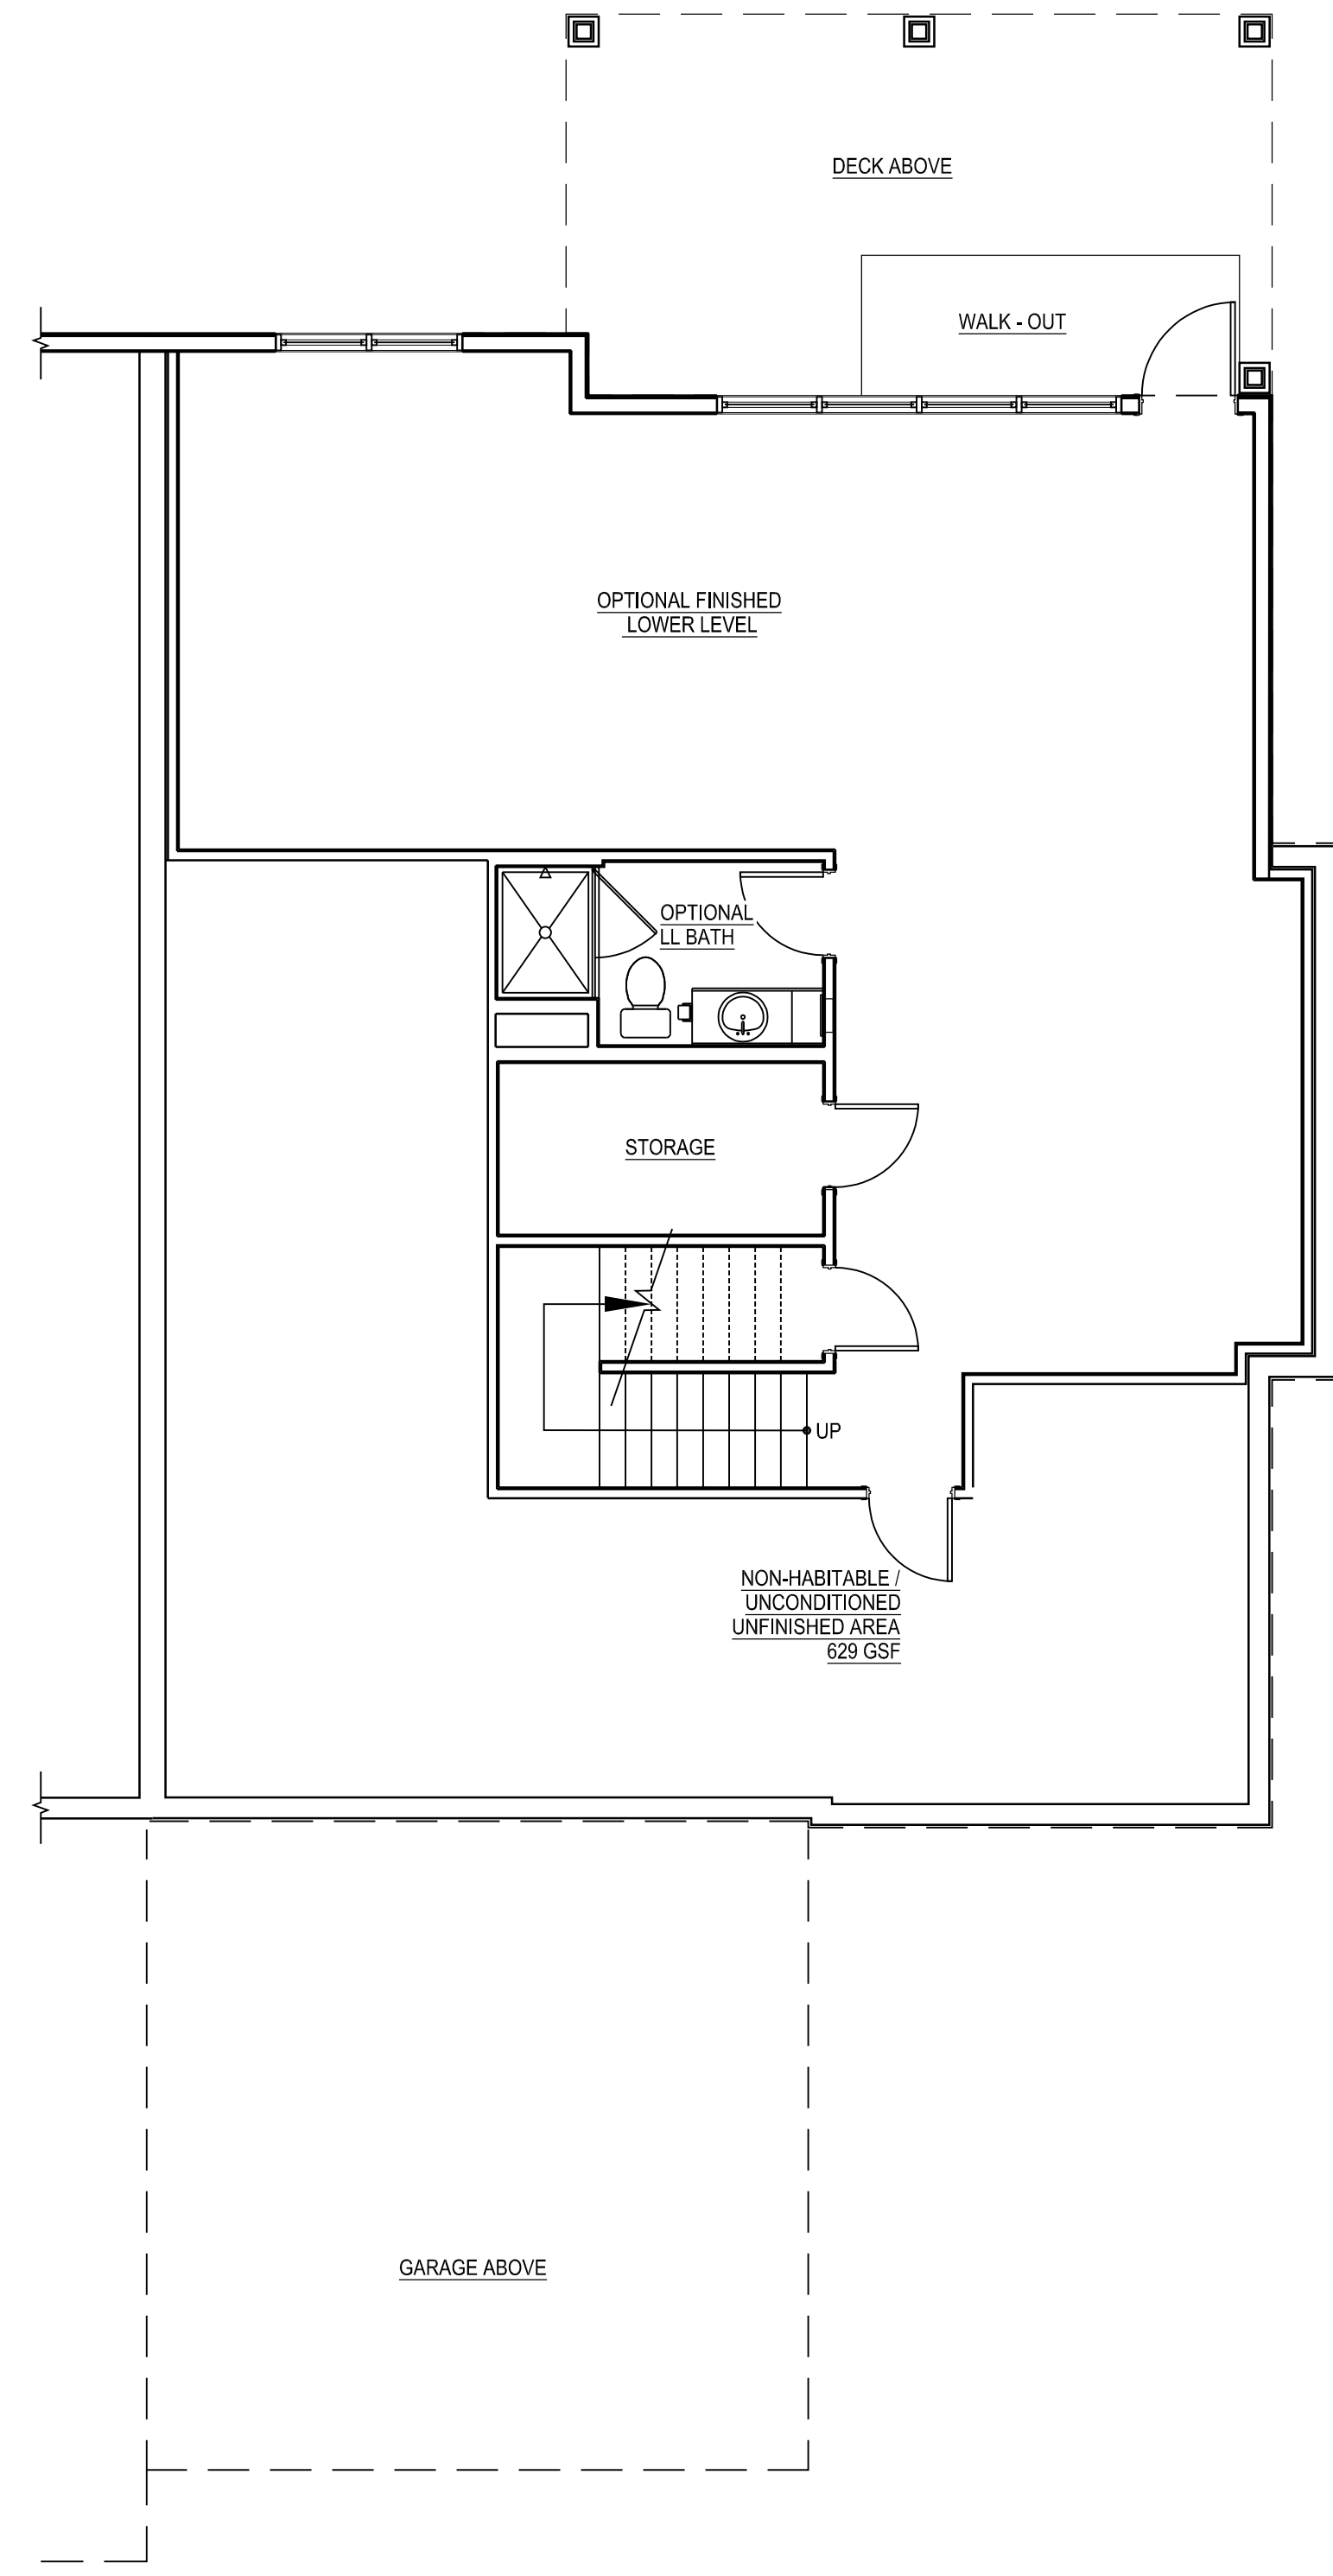 DECK ABOVE
WALK - OUT
OPTIONAL FINISHED
LOWER LEVEL
OPTIONAL
LL BATH
STORAGE
UP
NON-HABITABLE /
UNCONDITIONED
UNFINISHED AREA
629 GSF
GARAGE ABOVE